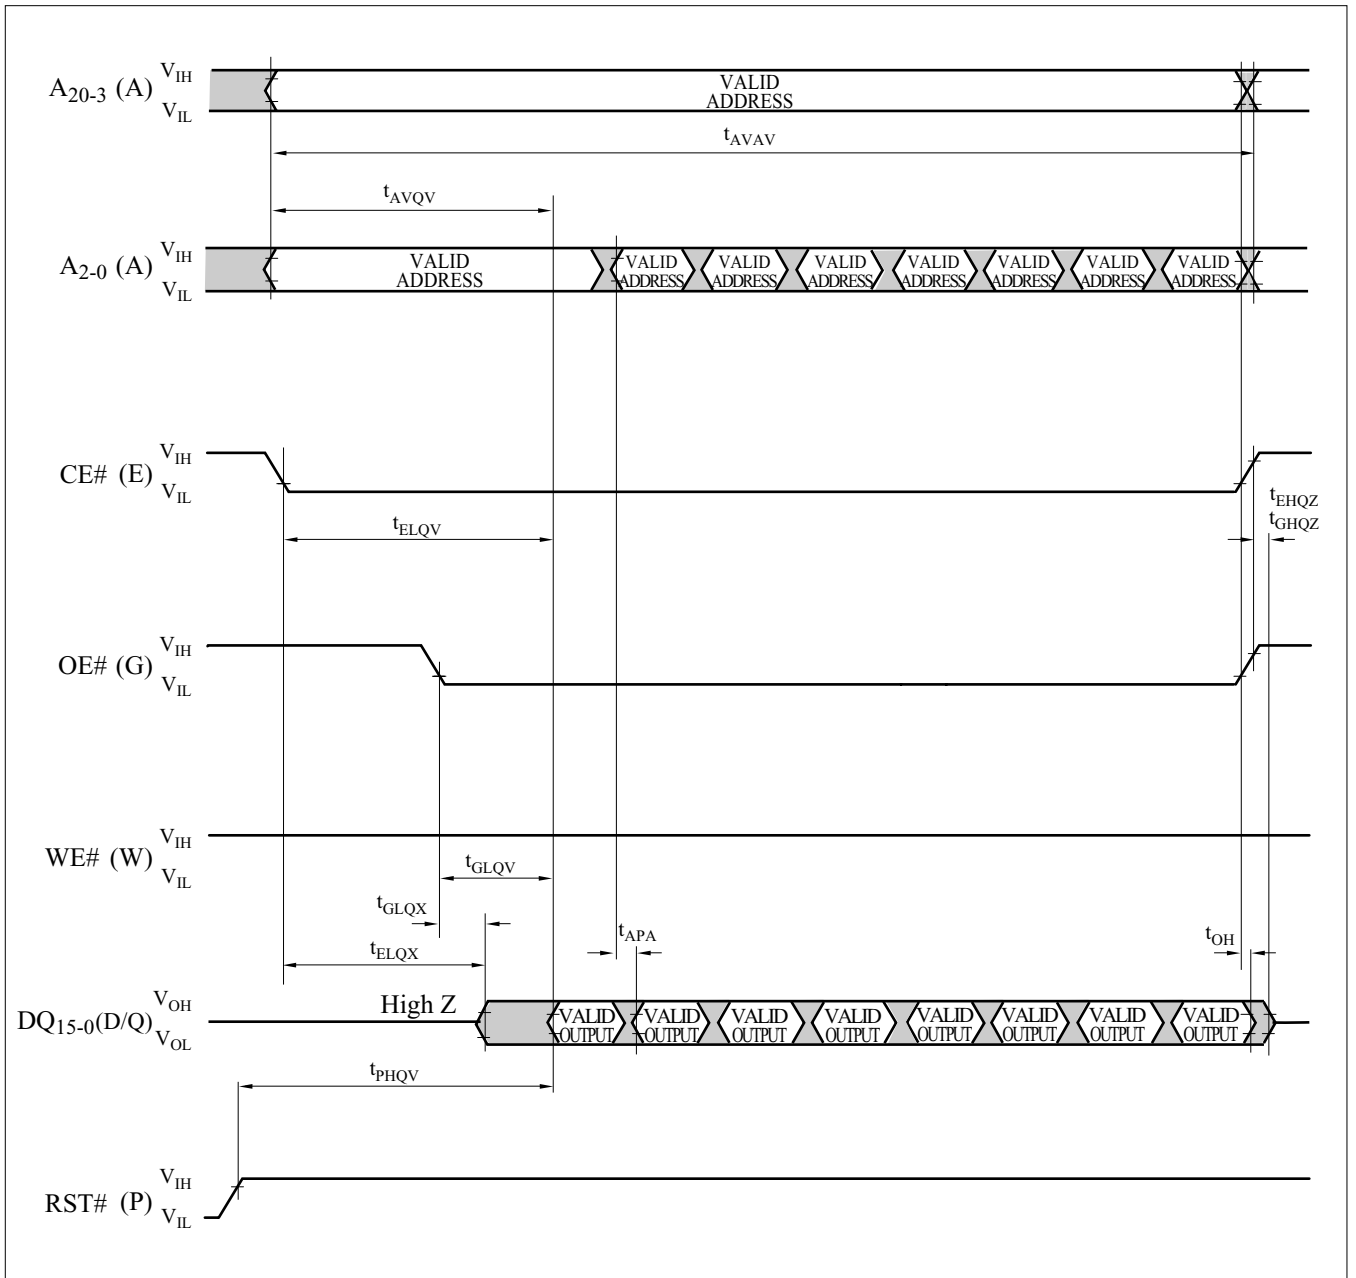 A20-3 (A) VIH VIL VALID ADDRESS
tAVAV
tAVQV
A2-0 (A) VIH VIL VALID ADDRESS VALID ADDRESS VALID ADDRESS VALID ADDRESS VALID ADDRESS VALID ADDRESS VALID ADDRESS VALID ADDRESS
CE# (E) VIH VIL
tEHQZ
tGHQZ
tELQV
OE# (G) VIH VIL
WE# (W) VIH VIL
tGLQV
tGLQX
tAPA
tOH
tELQX
DQ15-0(D/Q) VOH VOL High Z VALID OUTPUT VALID OUTPUT VALID OUTPUT VALID OUTPUT VALID OUTPUT VALID OUTPUT VALID OUTPUT VALID OUTPUT
tPHQV
RST# (P) VIH VIL